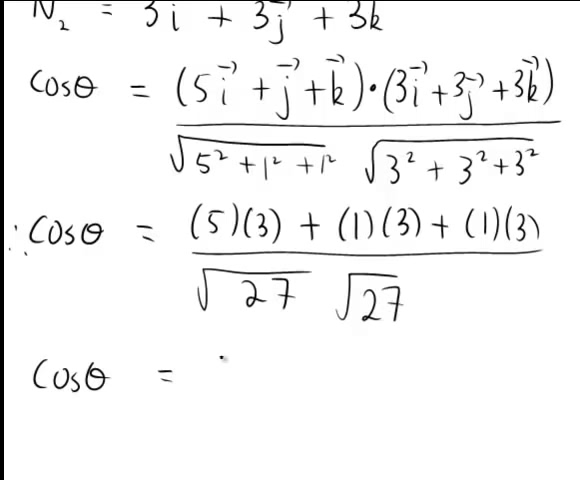 N₂ = 3i + 3j⃗ + 3k
cosθ = (5i⃗ + j⃗ + k⃗)·(3i⃗ + 3j⃗ + 3k⃗)
√5² + 1² + 1² √3² + 3² + 3²
∴ cosθ = (5)(3) + (1)(3) + (1)(3)
√27 √27
cosθ =